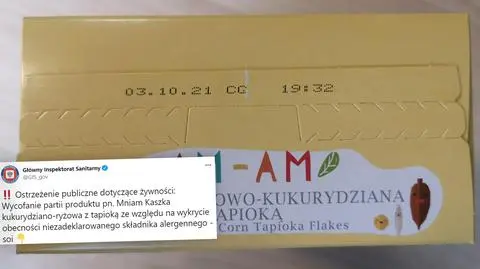 03.10.21 CG 19:32
AM-AM
OWO-KUKURYDZIANA
APIOKĄ
Corn Tapioka Flakes
Główny Inspektorat Sanitarny
@GIS_gov
‼ Ostrzeżenie publiczne dotyczące żywności:
Wycofanie partii produktu pn. Mniam Kaszka
kukurydziano-ryżowa z tapioką ze względu na wykrycie
obecności niezadeklarowanego składnika alergennego -
soi 👇